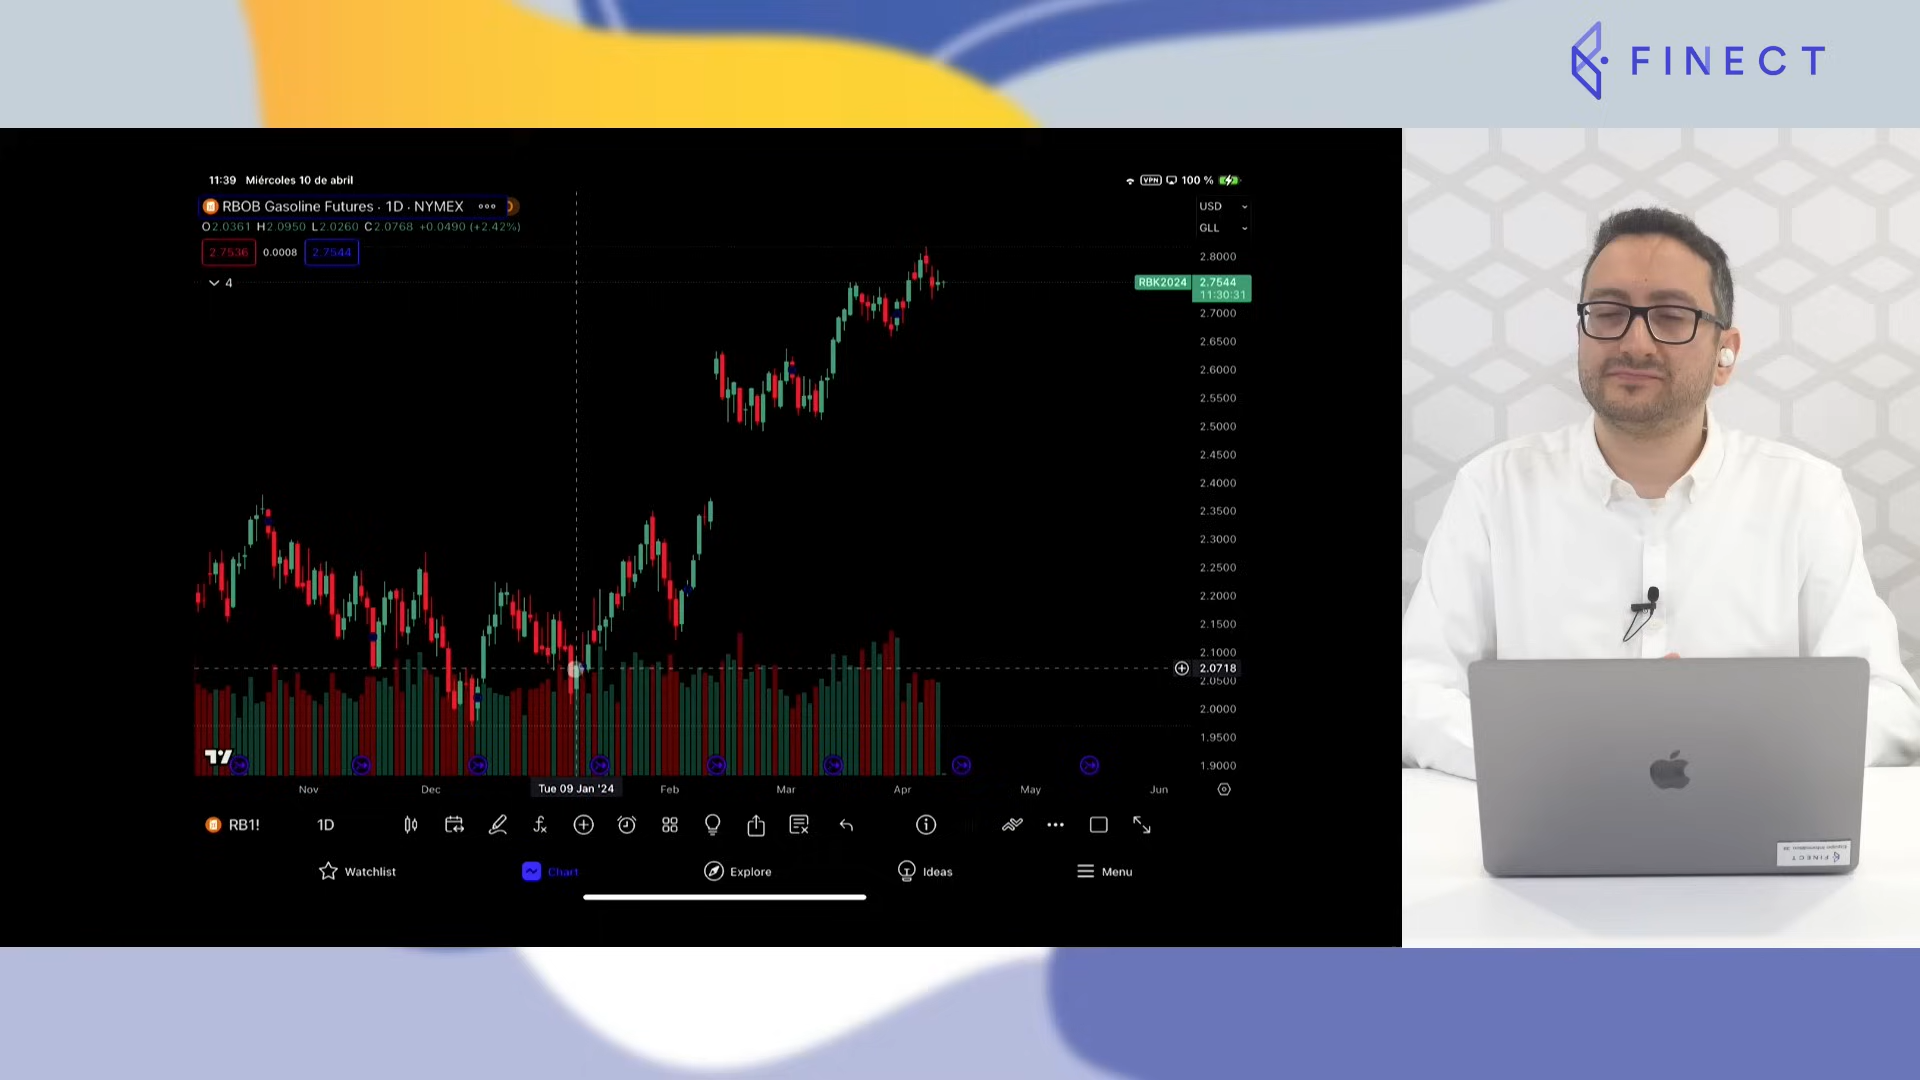 FINECT
11:39 Miércoles 10 de abril
VPN 100 %
RBOB Gasoline Futures · 1D · NYMEX
USD
O2.0361 H2.0950 L2.0260 C2.0768 +0.0490 (+2.42%)
GLL
2.7536 0.0008 2.7544
4
2.8000
RBK2024 2.7544
11:30:31
2.7000
2.6500
2.6000
2.5500
2.5000
2.4500
2.4000
2.3500
2.3000
2.2500
2.2000
2.1500
2.1000
2.0718
2.0500
2.0000
1.9500
1.9000
Nov Dec Tue 09 Jan '24 Feb Mar Apr May Jun
RB1! 1D
Watchlist Chart Explore Ideas Menu
FINECT